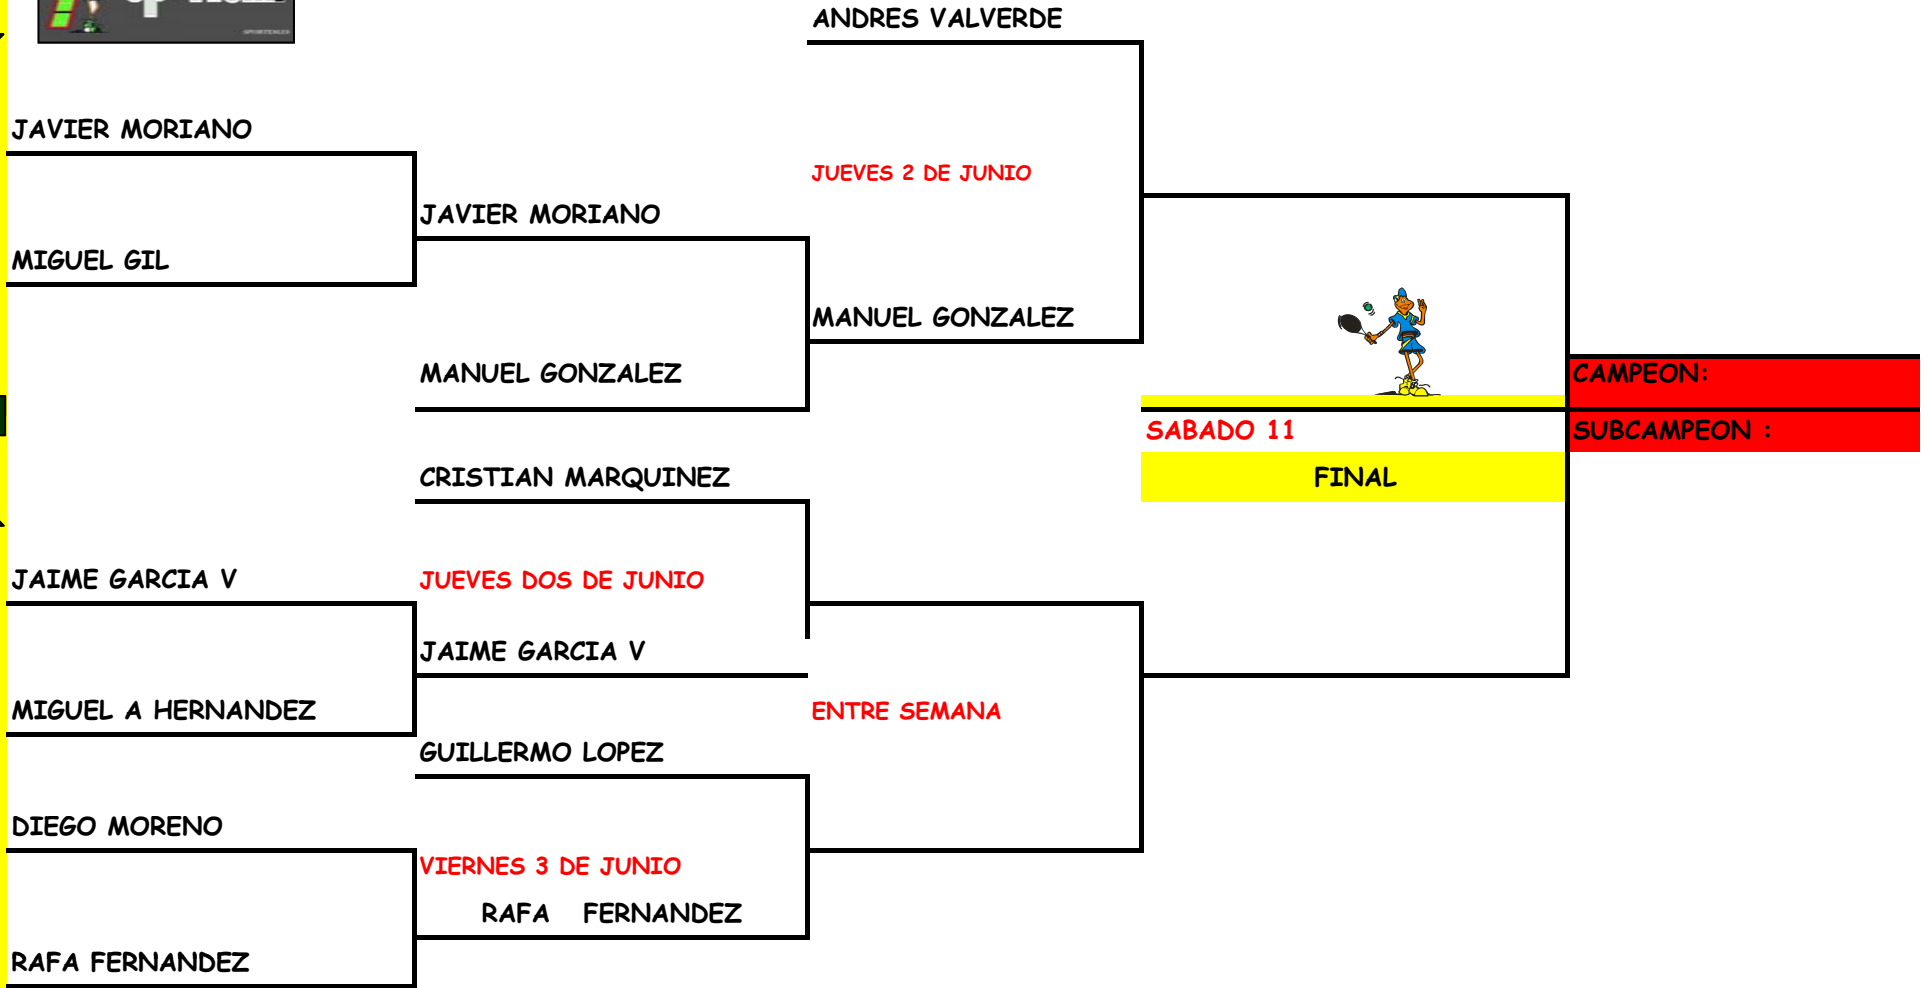 ANDRES VALVERDE
JAVIER MORIANO
JUEVES 2 DE JUNIO
JAVIER MORIANO
MIGUEL GIL
MANUEL GONZALEZ
MANUEL GONZALEZ
CAMPEON:
SABADO 11
SUBCAMPEON :
CRISTIAN MARQUINEZ
FINAL
JAIME GARCIA V
JUEVES DOS DE JUNIO
JAIME GARCIA V
MIGUEL A HERNANDEZ
ENTRE SEMANA
GUILLERMO LOPEZ
DIEGO MORENO
VIERNES 3 DE JUNIO
RAFA FERNANDEZ
RAFA FERNANDEZ